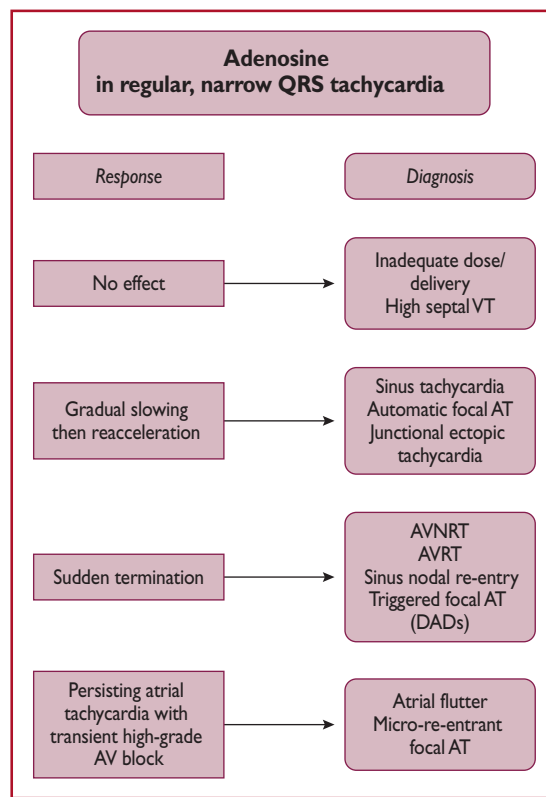 Adenosine
in regular, narrow QRS tachycardia
Response
Diagnosis
No effect
Inadequate dose/
delivery
High septal VT
Gradual slowing
then reacceleration
Sinus tachycardia
Automatic focal AT
Junctional ectopic
tachycardia
Sudden termination
AVNRT
AVRT
Sinus nodal re-entry
Triggered focal AT
(DADs)
Persisting atrial
tachycardia with
transient high-grade
AV block
Atrial flutter
Micro-re-entrant
focal AT